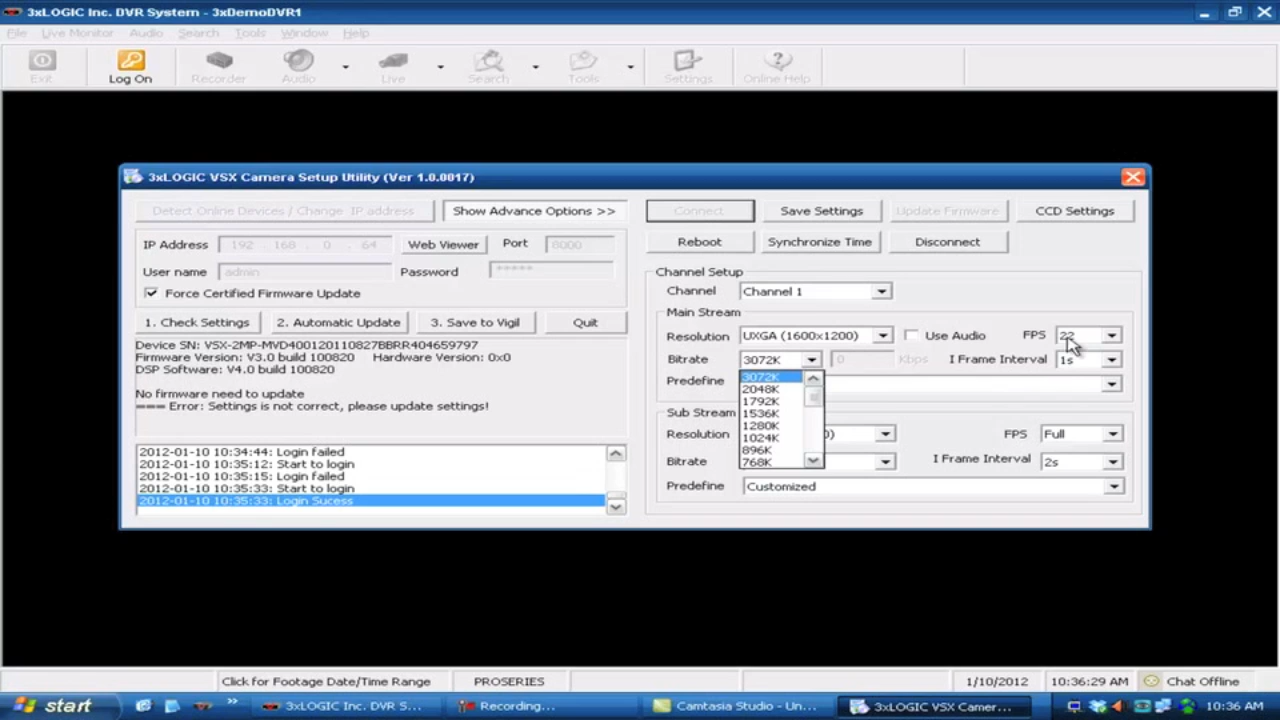 3xLOGIC Inc. DVR System - 3xDemoDVR1
File Live Monitor Audio Search Tools Window Help
Exit Log On Recorder Audio Live Search Tools Settings Online Help
3xLOGIC VSX Camera Setup Utility (Ver 1.0.0017)
Detect Online Devices / Change IP address Show Advance Options >> Connect Save Settings Update Firmware CCD Settings
IP Address 192 . 168 . 0 . 64 Web Viewer Port 8000 Reboot Synchronize Time Disconnect
User name admin Password *****
Force Certified Firmware Update
1. Check Settings 2. Automatic Update 3. Save to Vigil Quit
Device SN: VSX-2MP-MVD400120110827BBRR404659797
Firmware Version: V3.0 build 100820 Hardware Version: 0x0
DSP Software: V4.0 build 100820
No firmware need to update
=== Error: Settings is not correct, please update settings!
2012-01-10 10:34:44: Login failed
2012-01-10 10:35:12: Start to login
2012-01-10 10:35:15: Login failed
2012-01-10 10:35:33: Start to login
2012-01-10 10:35:33: Login Sucess
Channel Setup
Channel Channel 1
Main Stream
Resolution UXGA (1600x1200) Use Audio FPS 22
Bitrate 3072K 0 Kbps I Frame Interval 1s
Predefine
3072K
2048K
1792K
1536K
1280K
1024K
896K
768K
Sub Stream
Resolution 0) FPS Full
Bitrate I Frame Interval 2s
Predefine Customized
Click for Footage Date/Time Range PROSERIES 1/10/2012 10:36:29 AM Chat Offline
start 3xLOGIC Inc. DVR S... Recording... Camtasia Studio - Un... 3xLOGIC VSX Camer... 10:36 AM